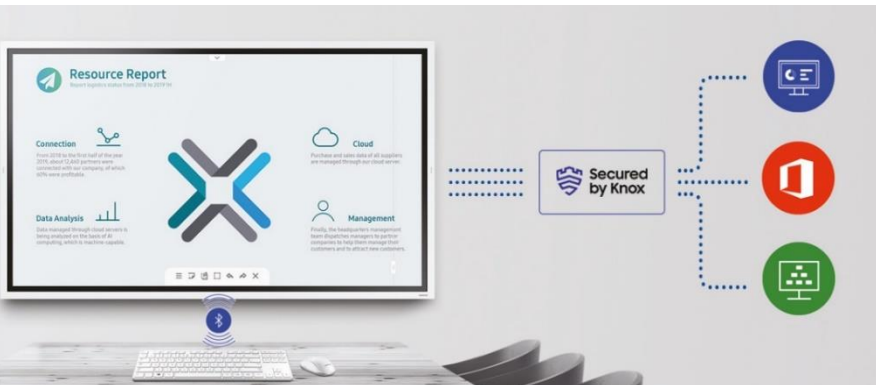 Resource Report
Report logistics status from 2018 to 2019 1H
Connection
From 2018 to the first half of the year
2019, about 12,640 partners were
connected with our company, of which
60% were profitable.
Cloud
Purchase and sales data of all suppliers
are managed through our cloud server.
Data Analysis
Data managed through cloud servers is
being analyzed on the basis of AI
computing, which is machine-capable.
Management
Finally, the headquarters management
team dispatches managers to partner
companies to help them manage their
customers and to attract new customers.
Secured
by Knox